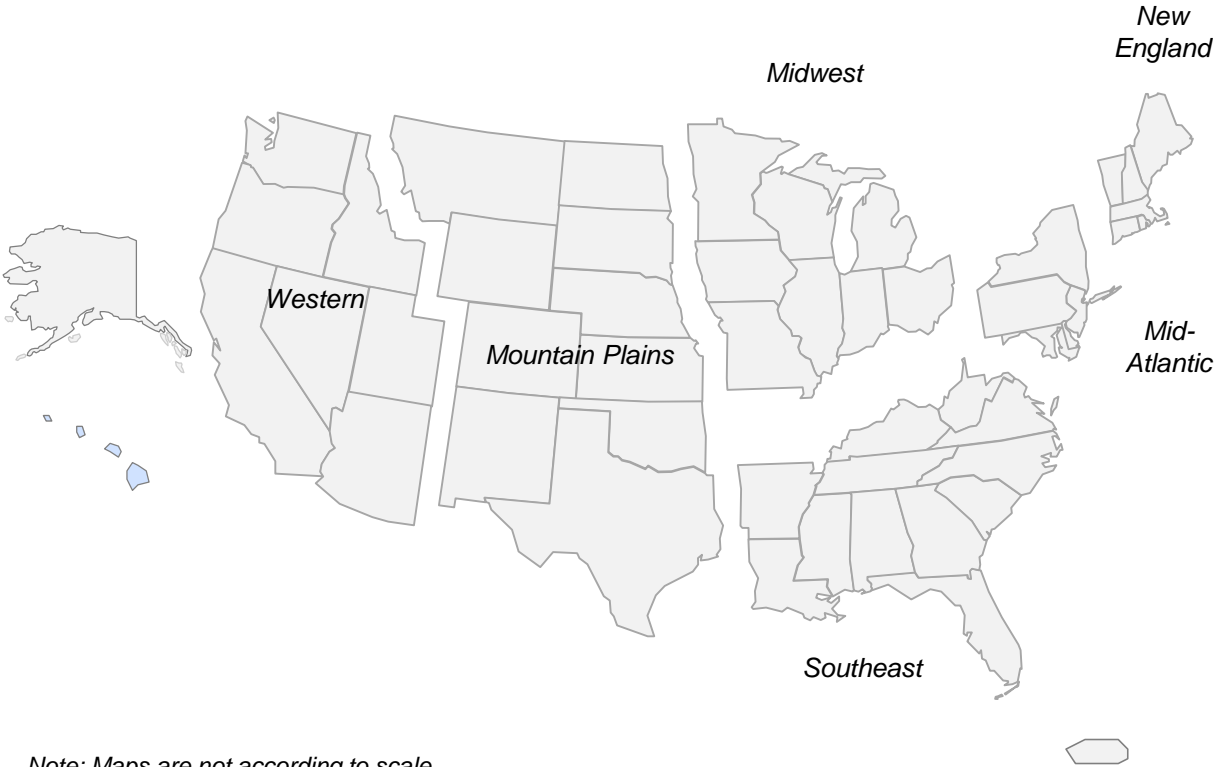 New
England
Midwest
Western
Mountain Plains
Mid-
Atlantic
Southeast
Note: Maps are not according to scale